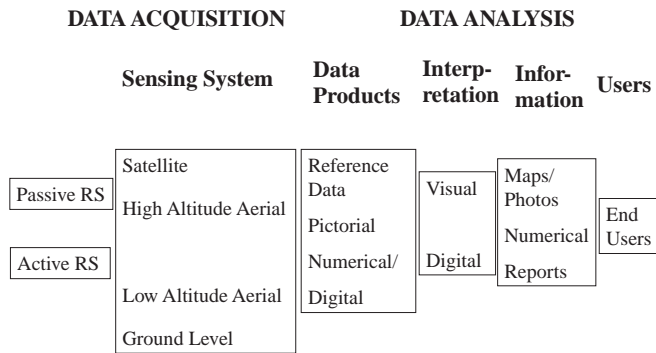 DATA ACQUISITION
DATA ANALYSIS
Sensing System
Data
Products
Interp-
retation
Infor-
mation
Users
Passive RS
Active RS
Satellite
High Altitude Aerial
Low Altitude Aerial
Ground Level
Reference
Data
Pictorial
Numerical/
Digital
Visual
Digital
Maps/
Photos
Numerical
Reports
End
Users